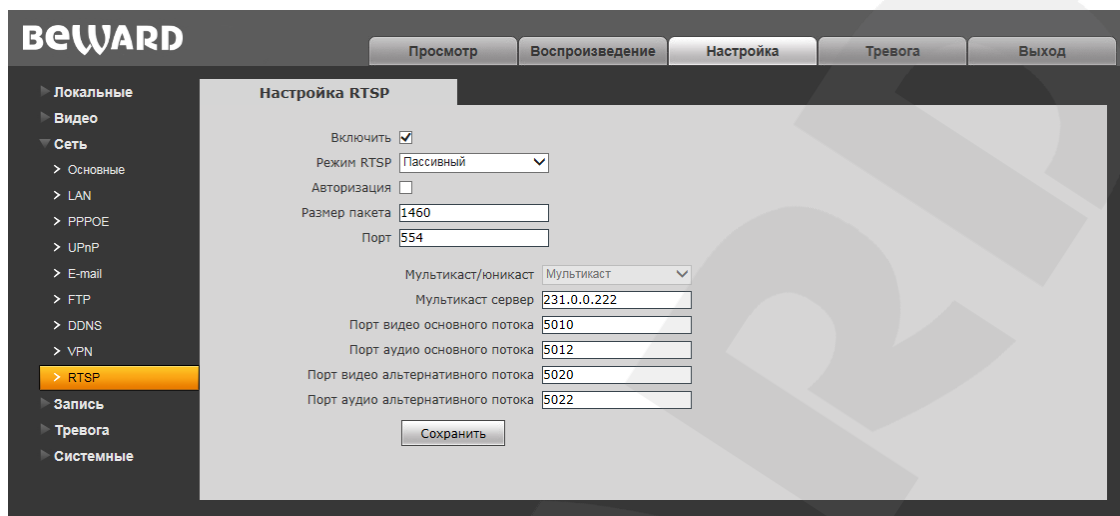 BEWARD
Просмотр Воспроизведение Настройка Тревога Выход
Локальные
Видео
Сеть
> Основные
> LAN
> PPPOE
> UPnP
> E-mail
> FTP
> DDNS
> VPN
> RTSP
Запись
Тревога
Системные
Настройка RTSP
Включить
Режим RTSP Пассивный
Авторизация
Размер пакета 1460
Порт 554
Мультикаст/юникаст Мультикаст
Мультикаст сервер 231.0.0.222
Порт видео основного потока 5010
Порт аудио основного потока 5012
Порт видео альтернативного потока 5020
Порт аудио альтернативного потока 5022
Сохранить